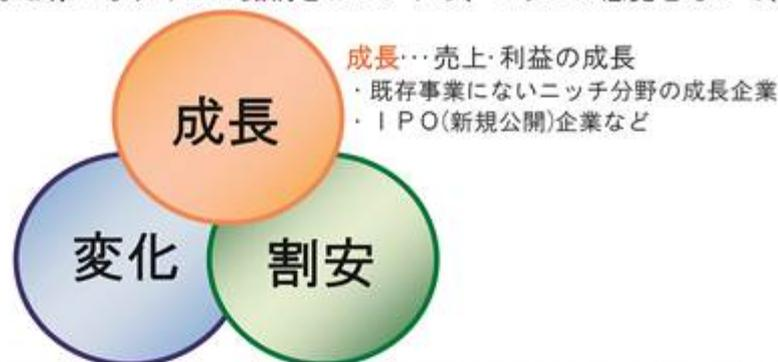 成長
成長…売上・利益の成長
・既存事業にないニッチ分野の成長企業
・ＩＰＯ(新規公開)企業など
変化
割安